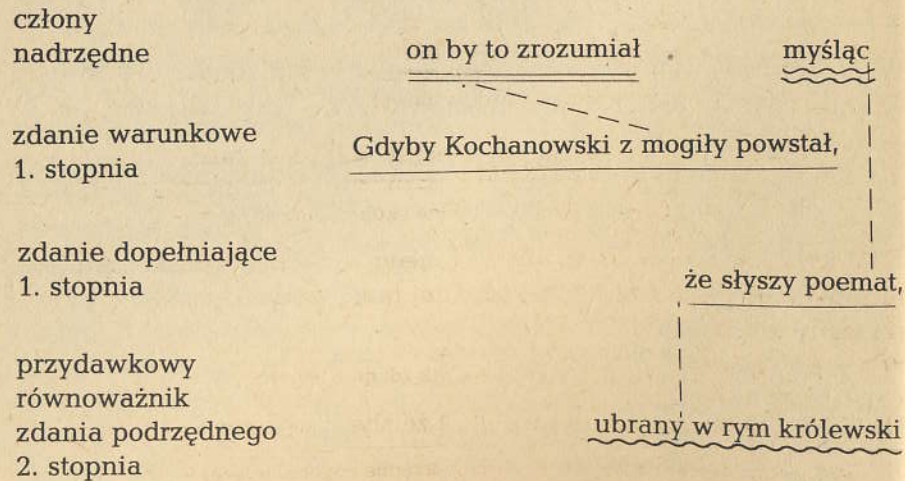 człony
nadrzędne
on by to zrozumiał
myśląc
zdanie warunkowe
1. stopnia
Gdyby Kochanowski z mogiły powstał,
zdanie dopełniające
1. stopnia
że słyszy poemat,
przydawkowy
równoważnik
zdania podrzędnego
2. stopnia
ubrany w rym królewski